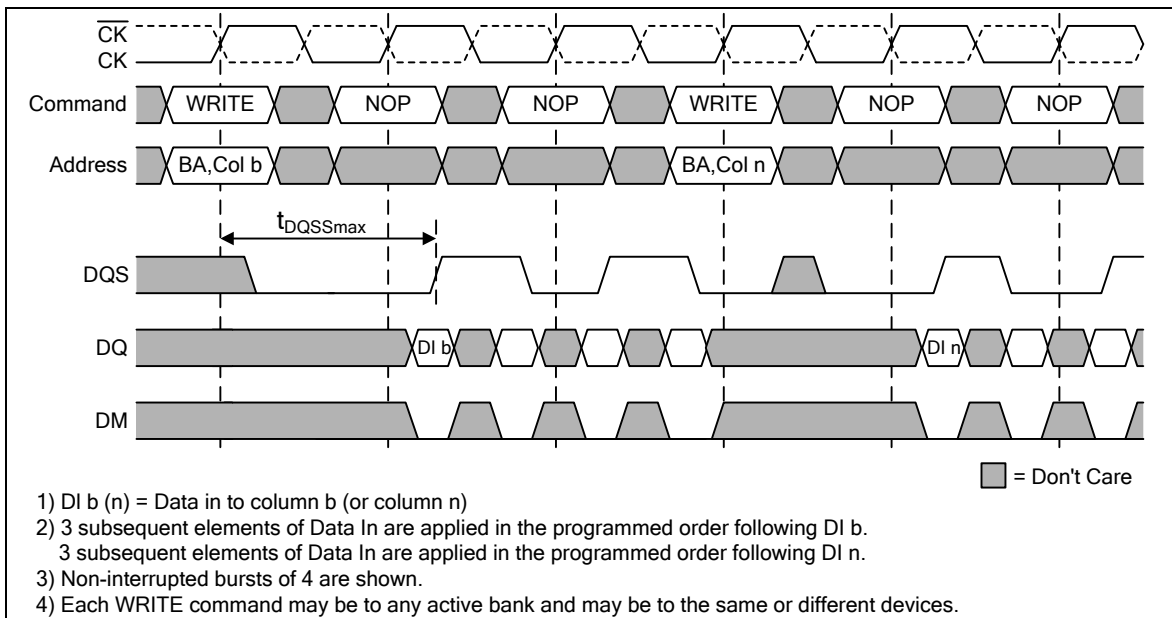 CK
CK
Command WRITE NOP NOP WRITE NOP NOP
Address BA,Col b BA,Col n
tDQSSmax
DQS
DQ DI b DI n
DM
= Don't Care
1) DI b (n) = Data in to column b (or column n)
2) 3 subsequent elements of Data In are applied in the programmed order following DI b.
3 subsequent elements of Data In are applied in the programmed order following DI n.
3) Non-interrupted bursts of 4 are shown.
4) Each WRITE command may be to any active bank and may be to the same or different devices.